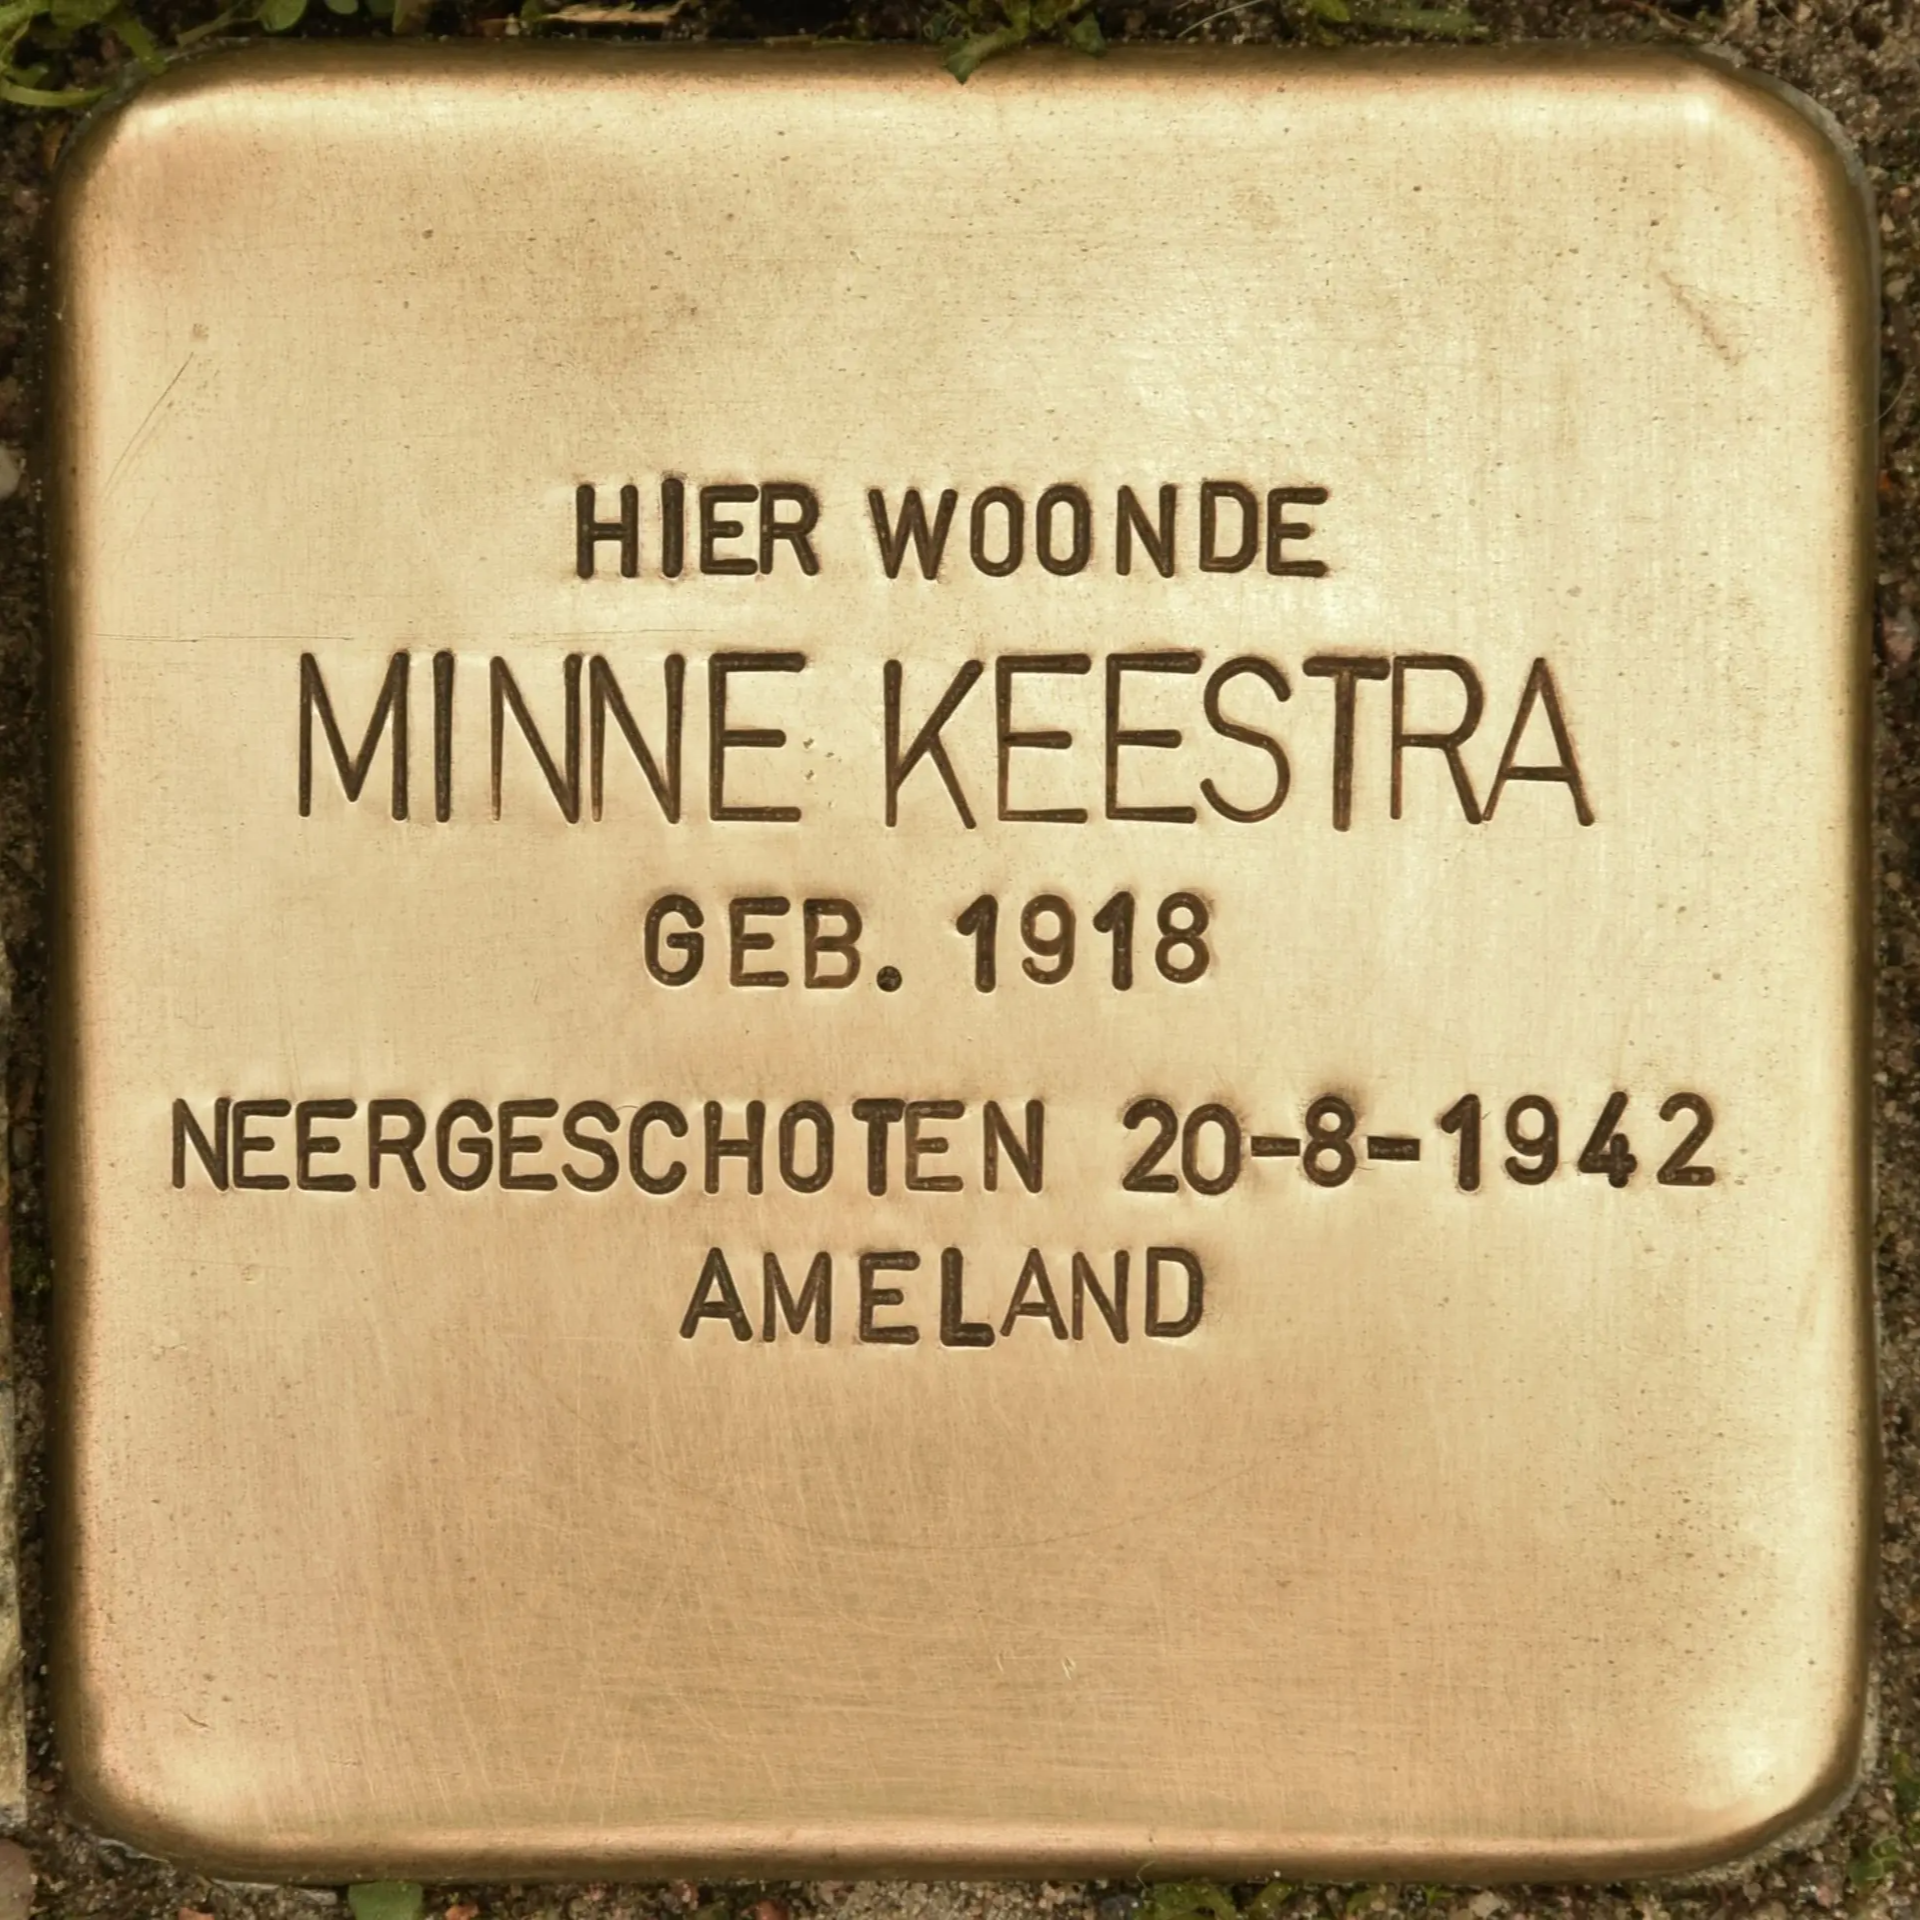 HIER WOONDE
MINNE KEESTRA
GEB. 1918
NEERGESCHOTEN 20-8-1942
AMELAND